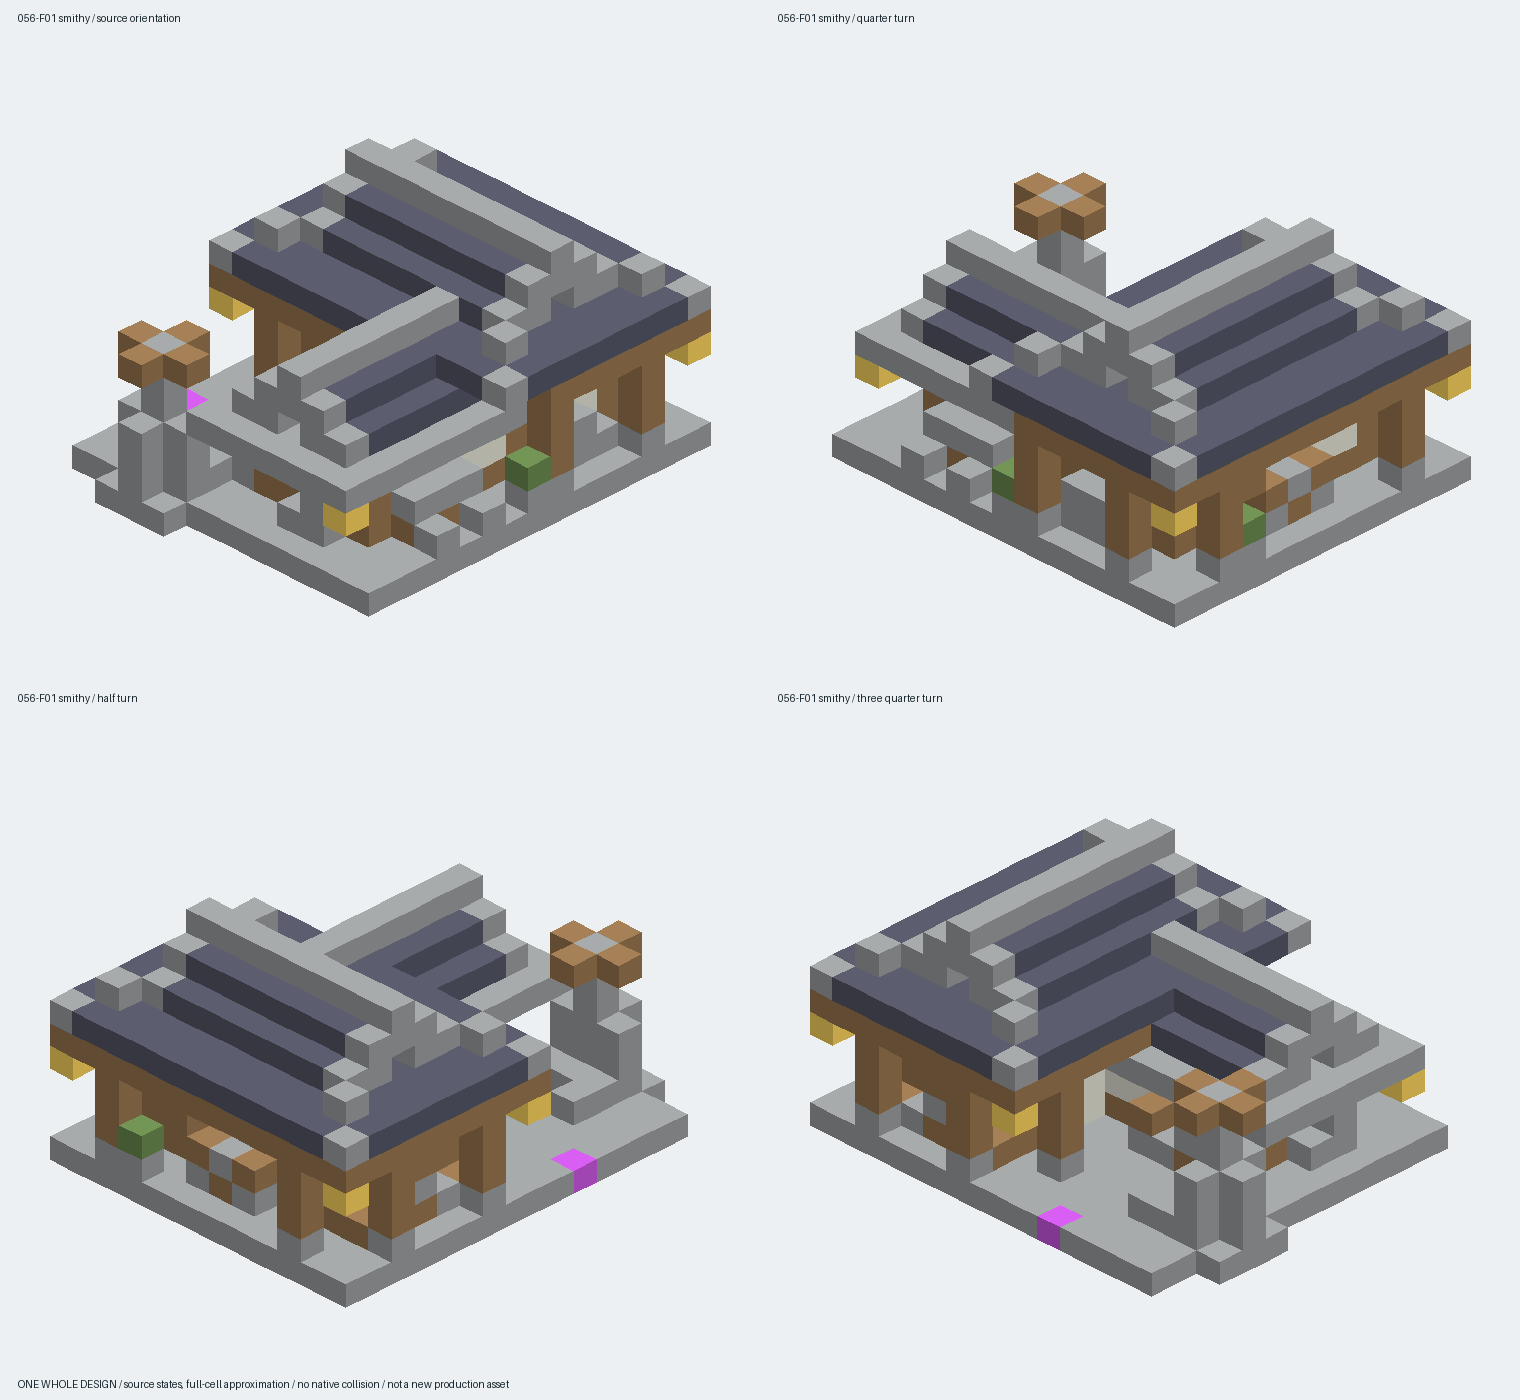 056-F01 smithy / source orientation
056-F01 smithy / quarter turn
056-F01 smithy / half turn
056-F01 smithy / three quarter turn
ONE WHOLE DESIGN / source states, full-cell approximation / no native collision / not a new production asset